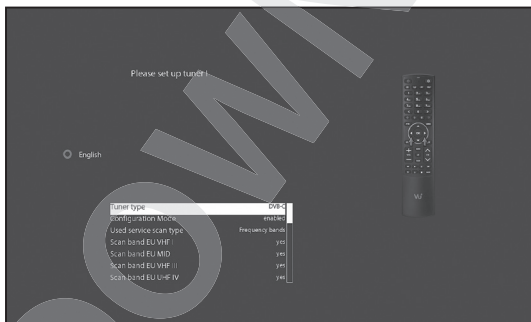 Please set up tuner!
English
Tuner type DVB-C
Configuration Mode enabled
Used service scan type Frequency bands
Scan band EU VHF I yes
Scan band EU MID yes
Scan band EU VHF III yes
Scan band EU UHF IV yes